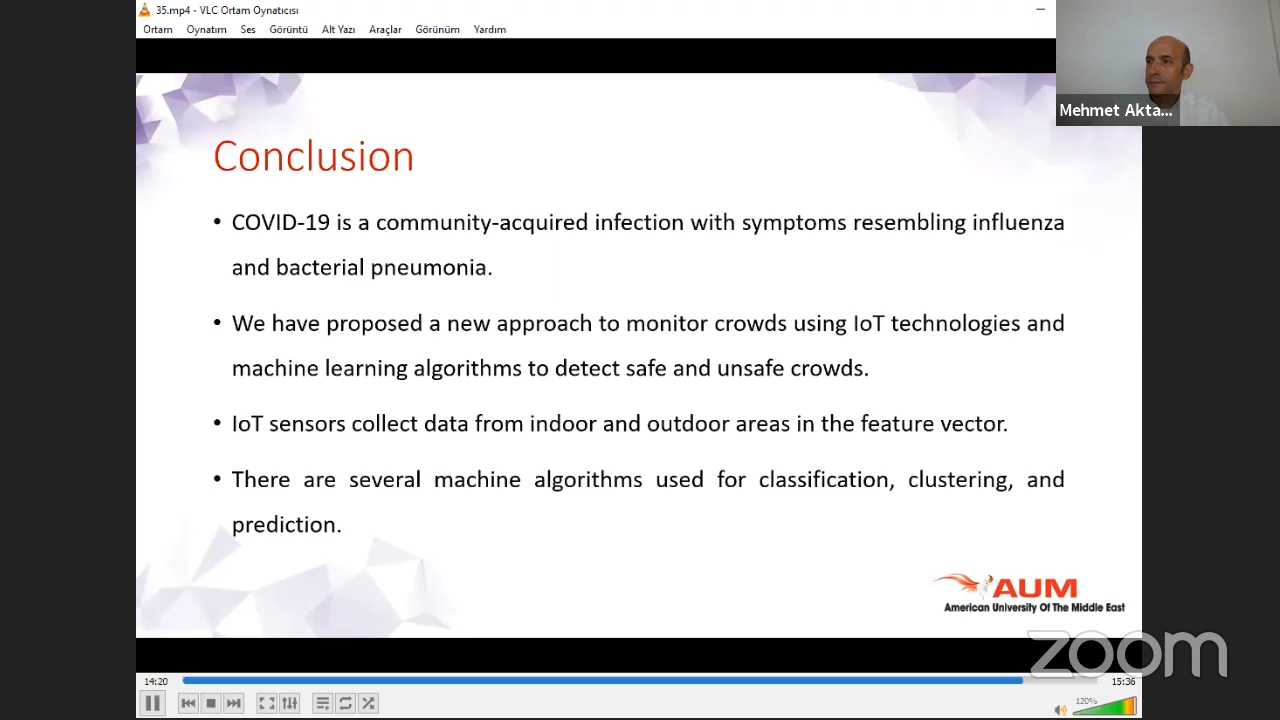 35.mp4 - VLC Ortam Oynatıcısı
Ortam Oynatım Ses Görüntü Alt Yazı Araçlar Görünüm Yardım
Mehmet Akta...
Conclusion
• COVID-19 is a community-acquired infection with symptoms resembling influenza
and bacterial pneumonia.
• We have proposed a new approach to monitor crowds using IoT technologies and
machine learning algorithms to detect safe and unsafe crowds.
• IoT sensors collect data from indoor and outdoor areas in the feature vector.
• There are several machine algorithms used for classification, clustering, and
prediction.
AUM
American University Of The Middle East
zoom
14:20
15:36
120%